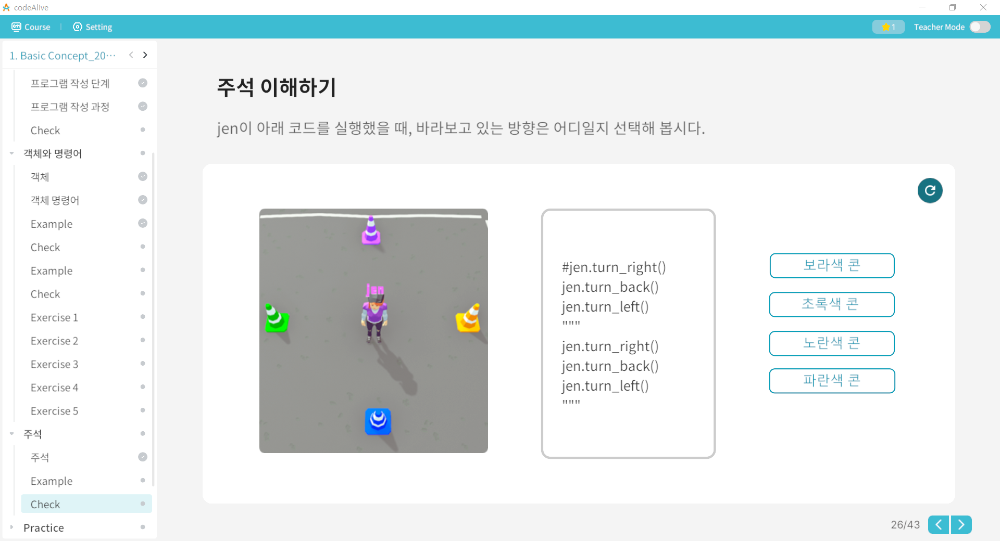 codeAlive
Course
Setting
1
Teacher Mode
1. Basic Concept_20···
프로그램 작성 단계
프로그램 작성 과정
Check
객체와 명령어
객체
객체 명령어
Example
Check
Example
Check
Exercise 1
Exercise 2
Exercise 3
Exercise 4
Exercise 5
주석
주석
Example
Check
Practice
주석 이해하기
jen이 아래 코드를 실행했을 때, 바라보고 있는 방향은 어디일지 선택해 봅시다.
jen
#jen.turn_right()
jen.turn_back()
jen.turn_left()
"""
jen.turn_right()
jen.turn_back()
jen.turn_left()
"""
보라색 콘
초록색 콘
노란색 콘
파란색 콘
26/43